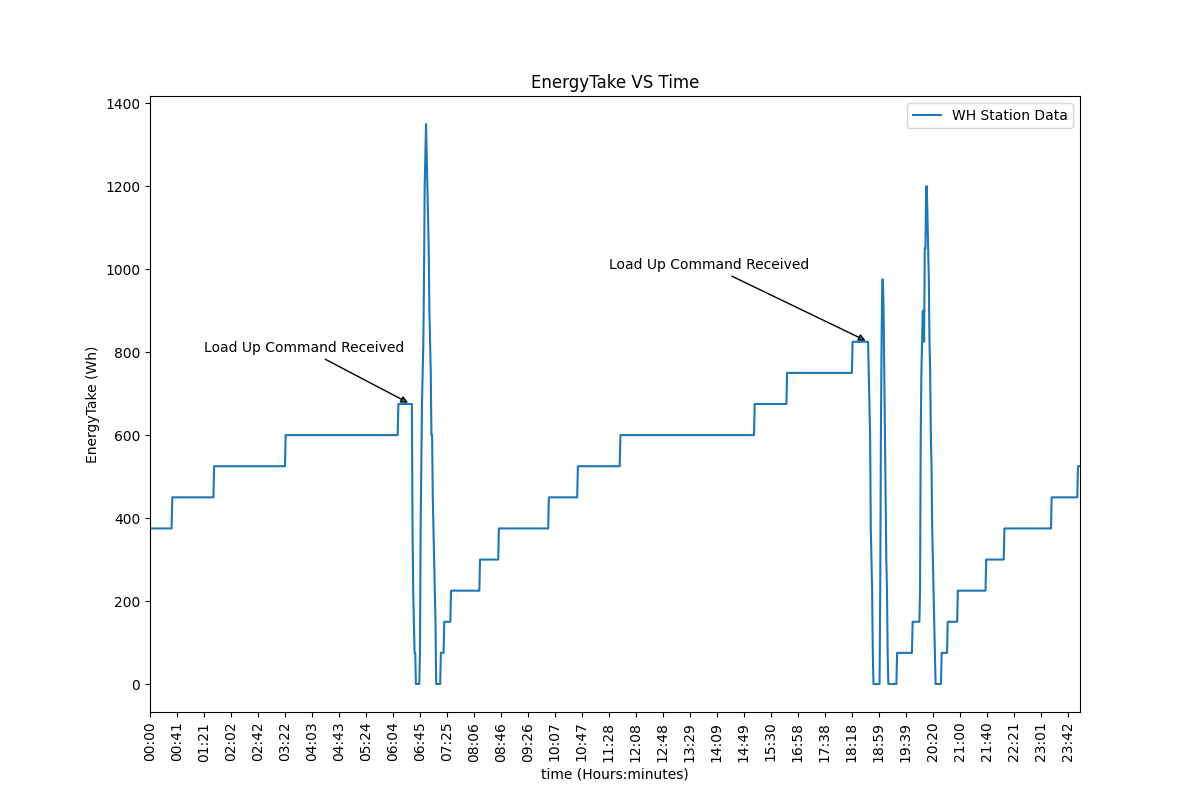 EnergyTake VS Time
1400
1200
1000
800
600
400
200
0
EnergyTake (Wh)
WH Station Data
Load Up Command Received
Load Up Command Received
00:00 00:41 01:21 02:02 02:42 03:22 04:03 04:43 05:24 06:04 06:45 07:25 08:06 08:46 09:26 10:07 10:47 11:28 12:08 12:48 13:29 14:09 14:49 15:30 16:58 17:38 18:18 18:59 19:39 20:20 21:00 21:40 22:21 23:01 23:42
time (Hours:minutes)